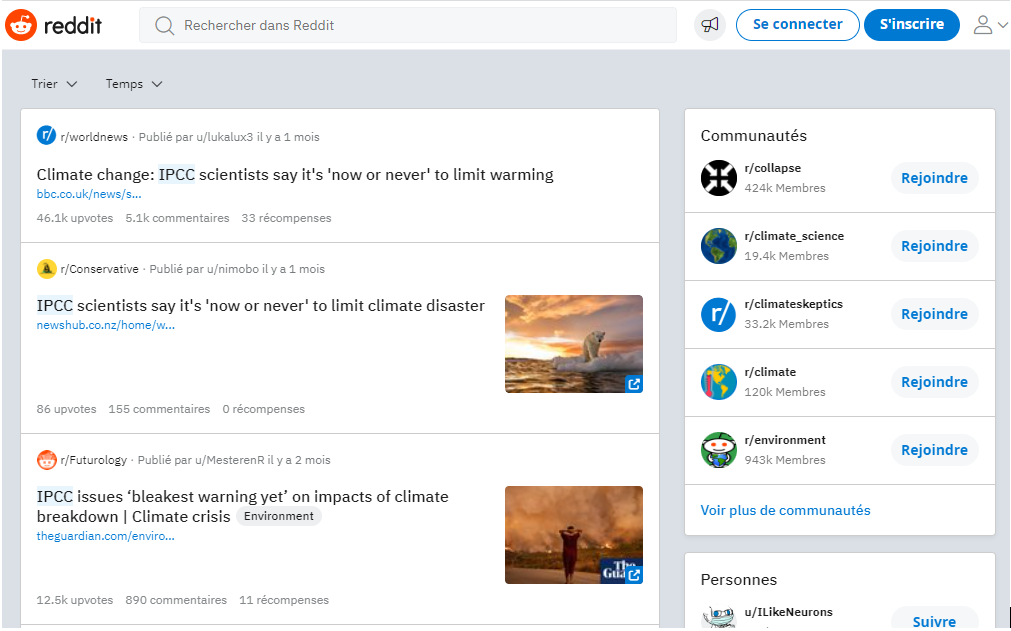 reddit
Rechercher dans Reddit
Se connecter
S'inscrire
Trier
Temps
r/worldnews · Publié par u/lukalux3 il y a 1 mois
Climate change: IPCC scientists say it's 'now or never' to limit warming
bbc.co.uk/news/s...
46.1k upvotes 5.1k commentaires 33 récompenses
r/Conservative · Publié par u/nimobo il y a 1 mois
IPCC scientists say it's 'now or never' to limit climate disaster
newshub.co.nz/home/w...
86 upvotes 155 commentaires 0 récompenses
r/Futurology · Publié par u/MesterenR il y a 2 mois
IPCC issues ‘bleakest warning yet’ on impacts of climate
breakdown | Climate crisis Environment
theguardian.com/enviro...
The
Gua
12.5k upvotes 890 commentaires 11 récompenses
Communautés
r/collapse
424k Membres
Rejoindre
r/climate_science
19.4k Membres
Rejoindre
r/
r/climateskeptics
33.2k Membres
Rejoindre
r/climate
120k Membres
Rejoindre
r/environment
943k Membres
Rejoindre
Voir plus de communautés
Personnes
u/ILikeNeurons
Suivre